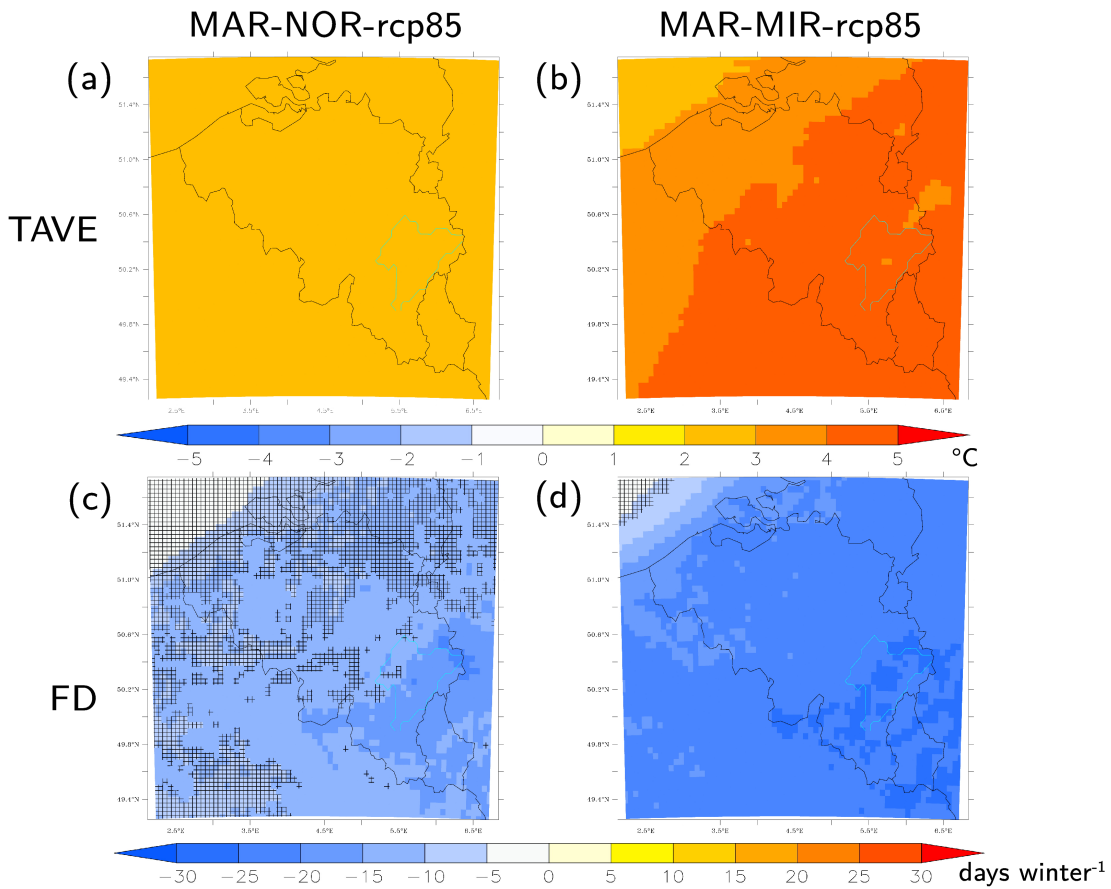 MAR-NOR-rcp85 MAR-MIR-rcp85
(a) (b)
TAVE
51.4°N 51.4°N
51.0°N 51.0°N
50.6°N 50.6°N
50.2°N 50.2°N
49.8°N 49.8°N
49.4°N 49.4°N
2.5°E 3.5°E 4.5°E 5.5°E 6.5°E 2.5°E 3.5°E 4.5°E 5.5°E 6.5°E
−5 −4 −3 −2 −1 0 1 2 3 4 5 °C
(c) (d)
FD
51.4°N 51.4°N
51.0°N 51.0°N
50.6°N 50.6°N
50.2°N 50.2°N
49.8°N 49.8°N
49.4°N 49.4°N
2.5°E 3.5°E 4.5°E 5.5°E 6.5°E 2.5°E 3.5°E 4.5°E 5.5°E 6.5°E
−30 −25 −20 −15 −10 −5 0 5 10 15 20 25 30 days winter⁻¹